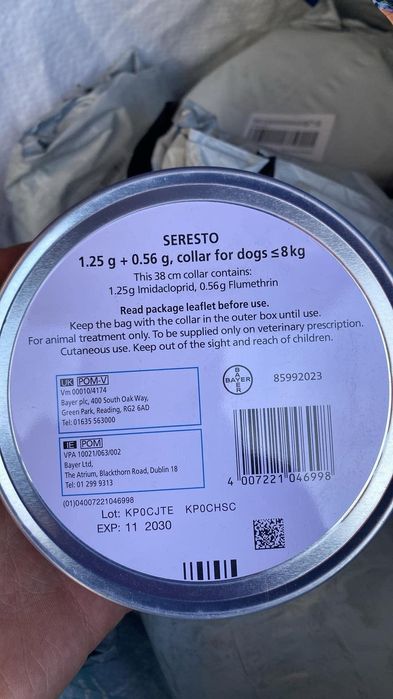 SERESTO
1.25 g + 0.56 g, collar for dogs ≤8kg
This 38 cm collar contains:
1.25g Imidacloprid, 0.56g Flumethrin
Read package leaflet before use.
Keep the bag with the collar in the outer box until use.
For animal treatment only. To be supplied only on veterinary prescription.
Cutaneous use. Keep out of the sight and reach of children.
UK POM-V
Vm 00010/4174
Bayer plc, 400 South Oak Way,
Green Park, Reading, RG2 6AD
Tel: 01635 563000
BAYER
BAYER
85992023
IE POM
VPA 10021/063/002
Bayer Ltd,
The Atrium, Blackthorn Road, Dublin 18
Tel: 01 299 9313
4 007221 046998
(01)04007221046998
Lot: KP0CJTE KP0CHSC
EXP: 11 2030